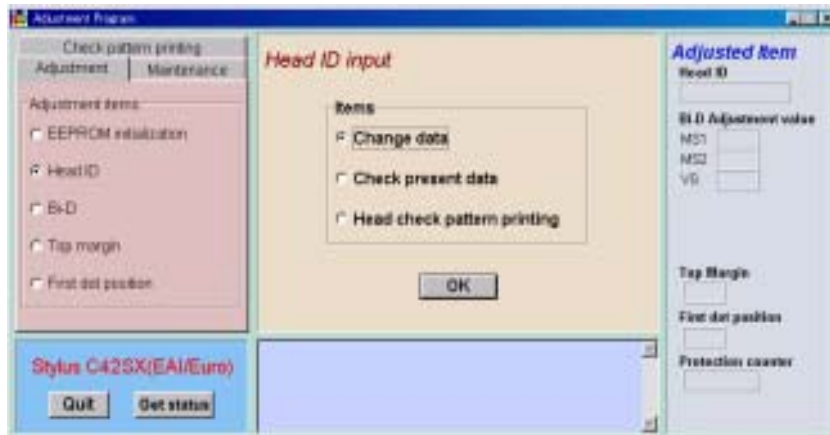 Adjustment Program
Check pattern printing
Adjustment
Maintenance
Adjustment items
EEPROM initialization
Head ID
Bi-D
Top margin
First dot position
Stylus C42SX(EAI/Euro)
Quit
Get status
Head ID input
Items
Change data
Check present data
Head check pattern printing
OK
Adjusted Item
Head ID
Bi-D Adjustment value
MS1
MS2
VS
Top Margin
First dot position
Protection counter